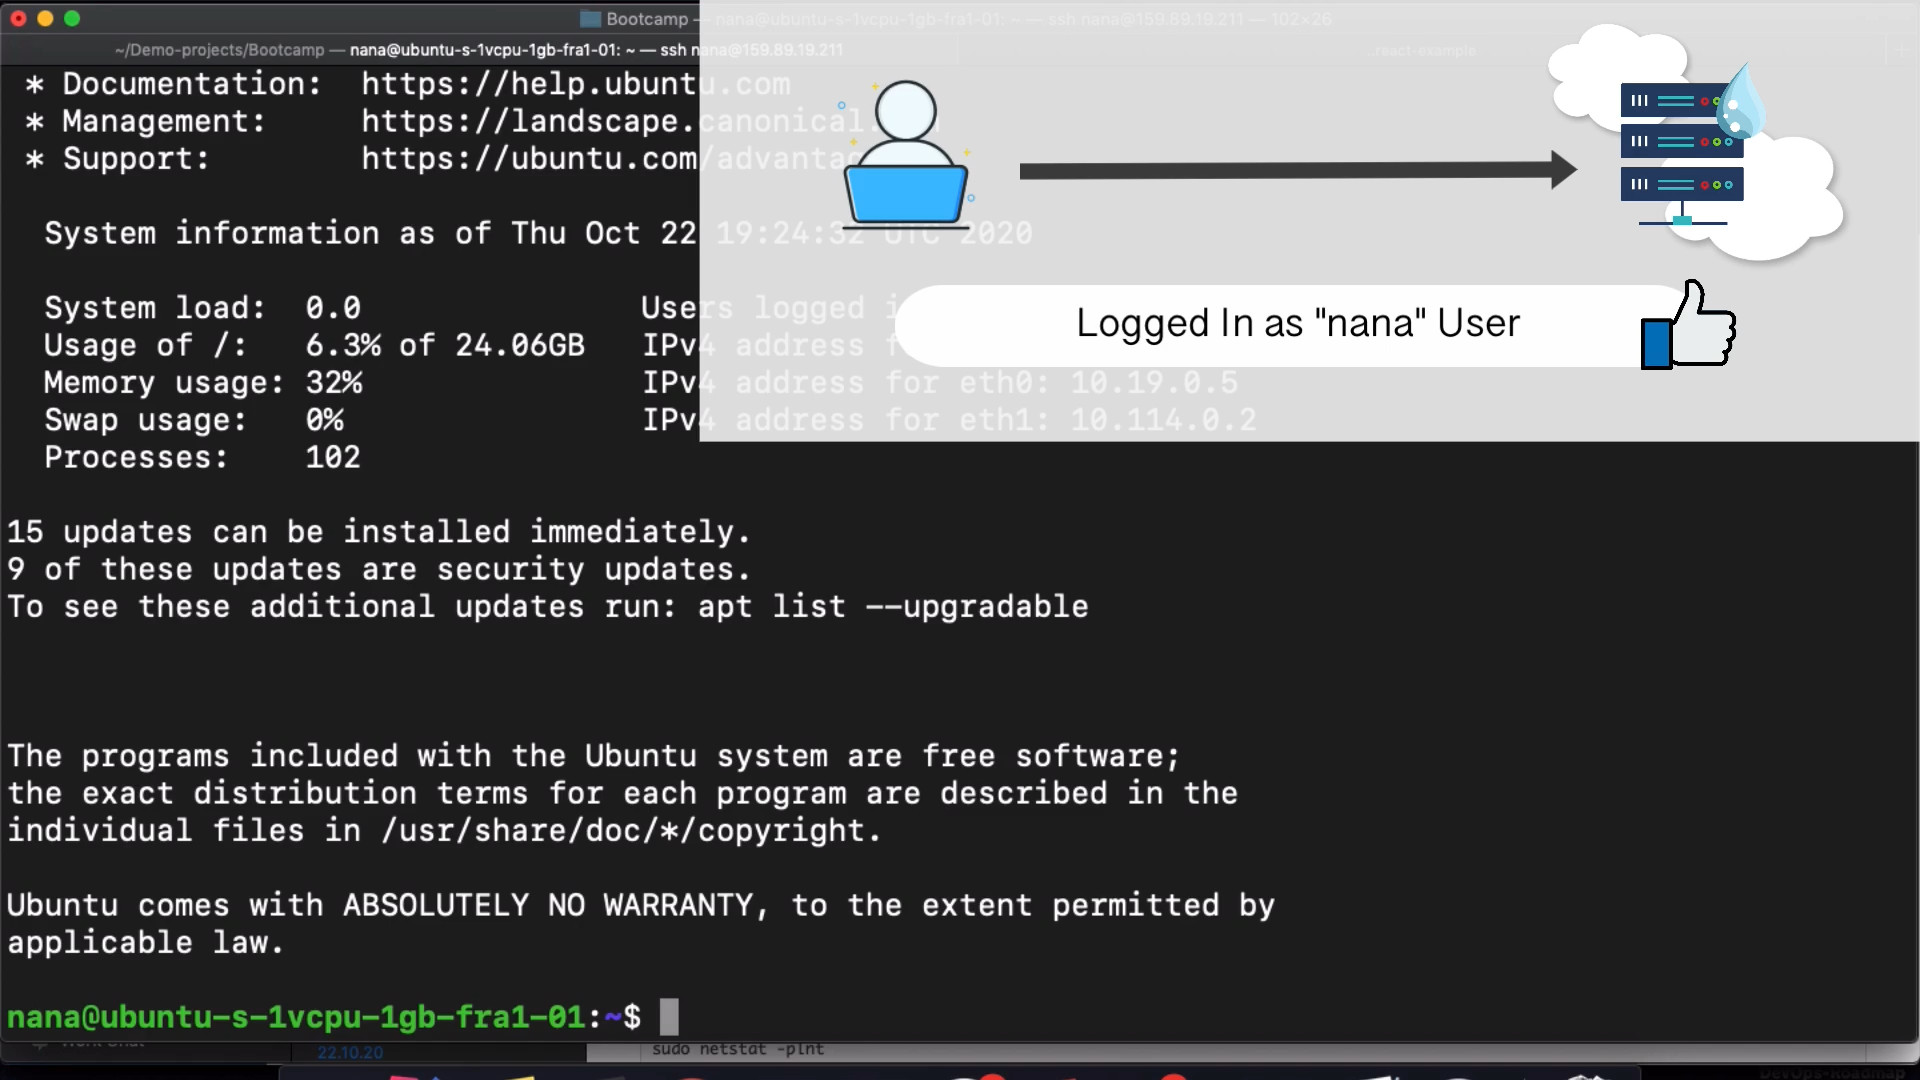 Bootcamp — nana@ubuntu-s-1vcpu-1gb-fra1-01: ~ — ssh nana@159.89.19.211 — 102×26
~/Demo-projects/Bootcamp — nana@ubuntu-s-1vcpu-1gb-fra1-01: ~ — ssh nana@159.89.19.211
..react-example
* Documentation:  https://help.ubuntu.com
* Management:     https://landscape.canonical.
* Support:        https://ubuntu.com/advanta
System information as of Thu Oct 22 19:24:32 UTC 2020
System load:  0.0                Users logged
Usage of /:   6.3% of 24.06GB    IPv4 address
Memory usage: 32%                IPv4 address for eth0: 10.19.0.5
Swap usage:   0%                 IPv4 address for eth1: 10.114.0.2
Processes:    102
Logged In as "nana" User
15 updates can be installed immediately.
9 of these updates are security updates.
To see these additional updates run: apt list --upgradable
The programs included with the Ubuntu system are free software;
the exact distribution terms for each program are described in the
individual files in /usr/share/doc/*/copyright.
Ubuntu comes with ABSOLUTELY NO WARRANTY, to the extent permitted by
applicable law.
nana@ubuntu-s-1vcpu-1gb-fra1-01:~$
22.10.20
sudo netstat -plnt
DevOps-Roadmap